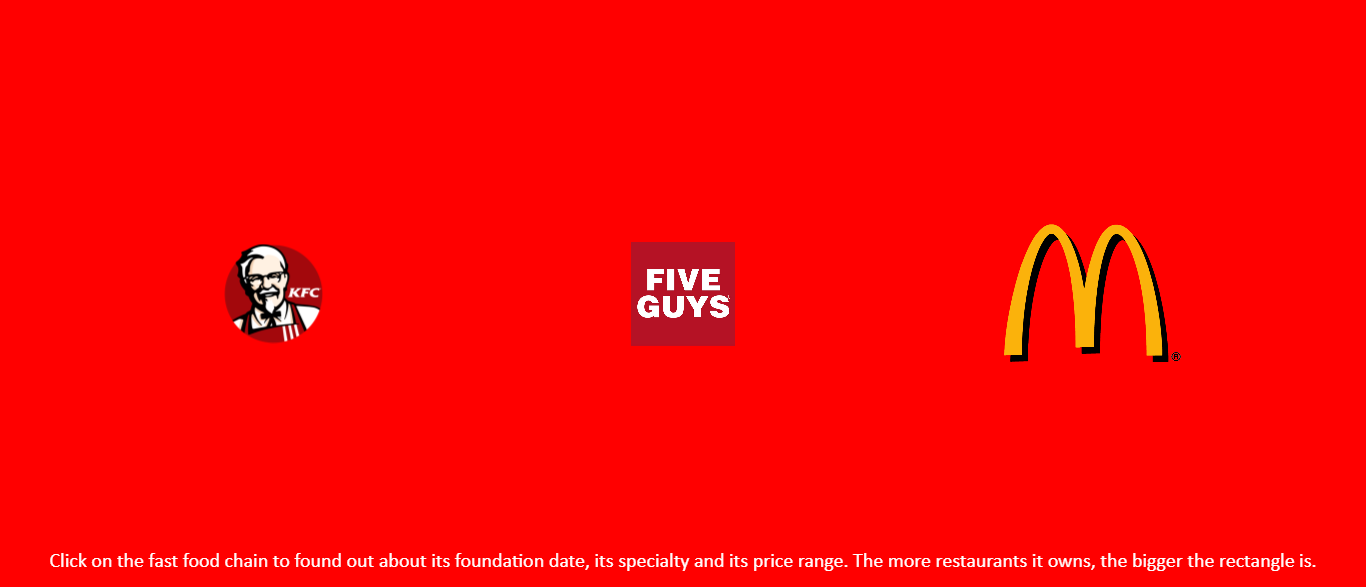 KFC
FIVE
GUYS
®
Click on the fast food chain to found out about its foundation date, its specialty and its price range. The more restaurants it owns, the bigger the rectangle is.